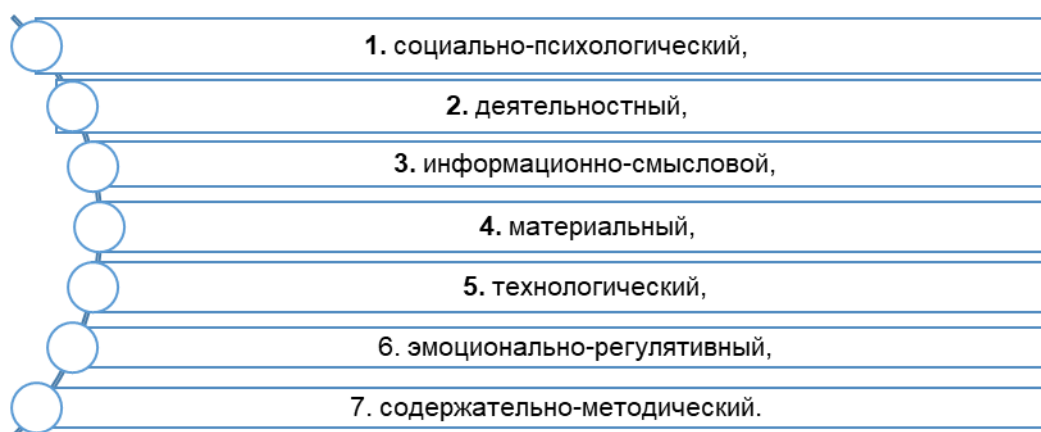 1. социально-психологический,
2. деятельностный,
3. информационно-смысловой,
4. материальный,
5. технологический,
6. эмоционально-регулятивный,
7. содержательно-методический.